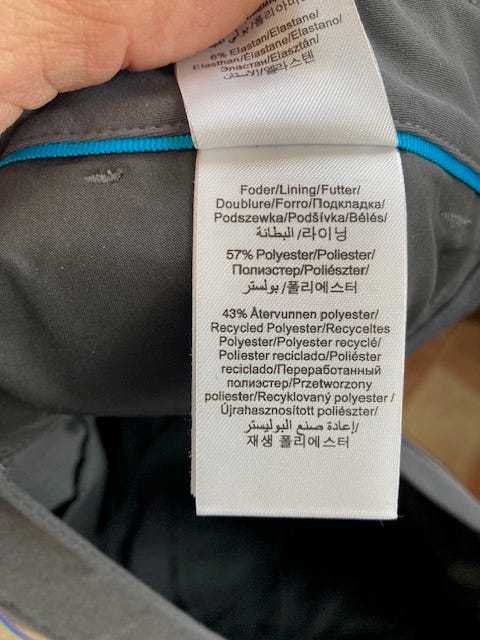 6% Elastan/Elastane/
Elasthan/Elastan/Elastano/
Эластан/Elasztán/
الاستان/엘라스텐
Foder/Lining/Futter/
Doublure/Forro/Подкладка/
Podszewka/Podšívka/Bélés/
البطانة/라이닝
57% Polyester/Poliester/
Полиэстер/Poliészter/
بولستر/폴리에스터
43% Återvunnen polyester/
Recycled Polyester/Recyceltes
Polyester/Polyester recyclé/
Poliester reciclado/Poliéster
reciclado/Переработанный
полиэстер/Przetworzony
poliester/Recyklovaný polyester /
Újrahasznosított poliészter/
إعادة صنع البوليستر/
재생 폴리에스터